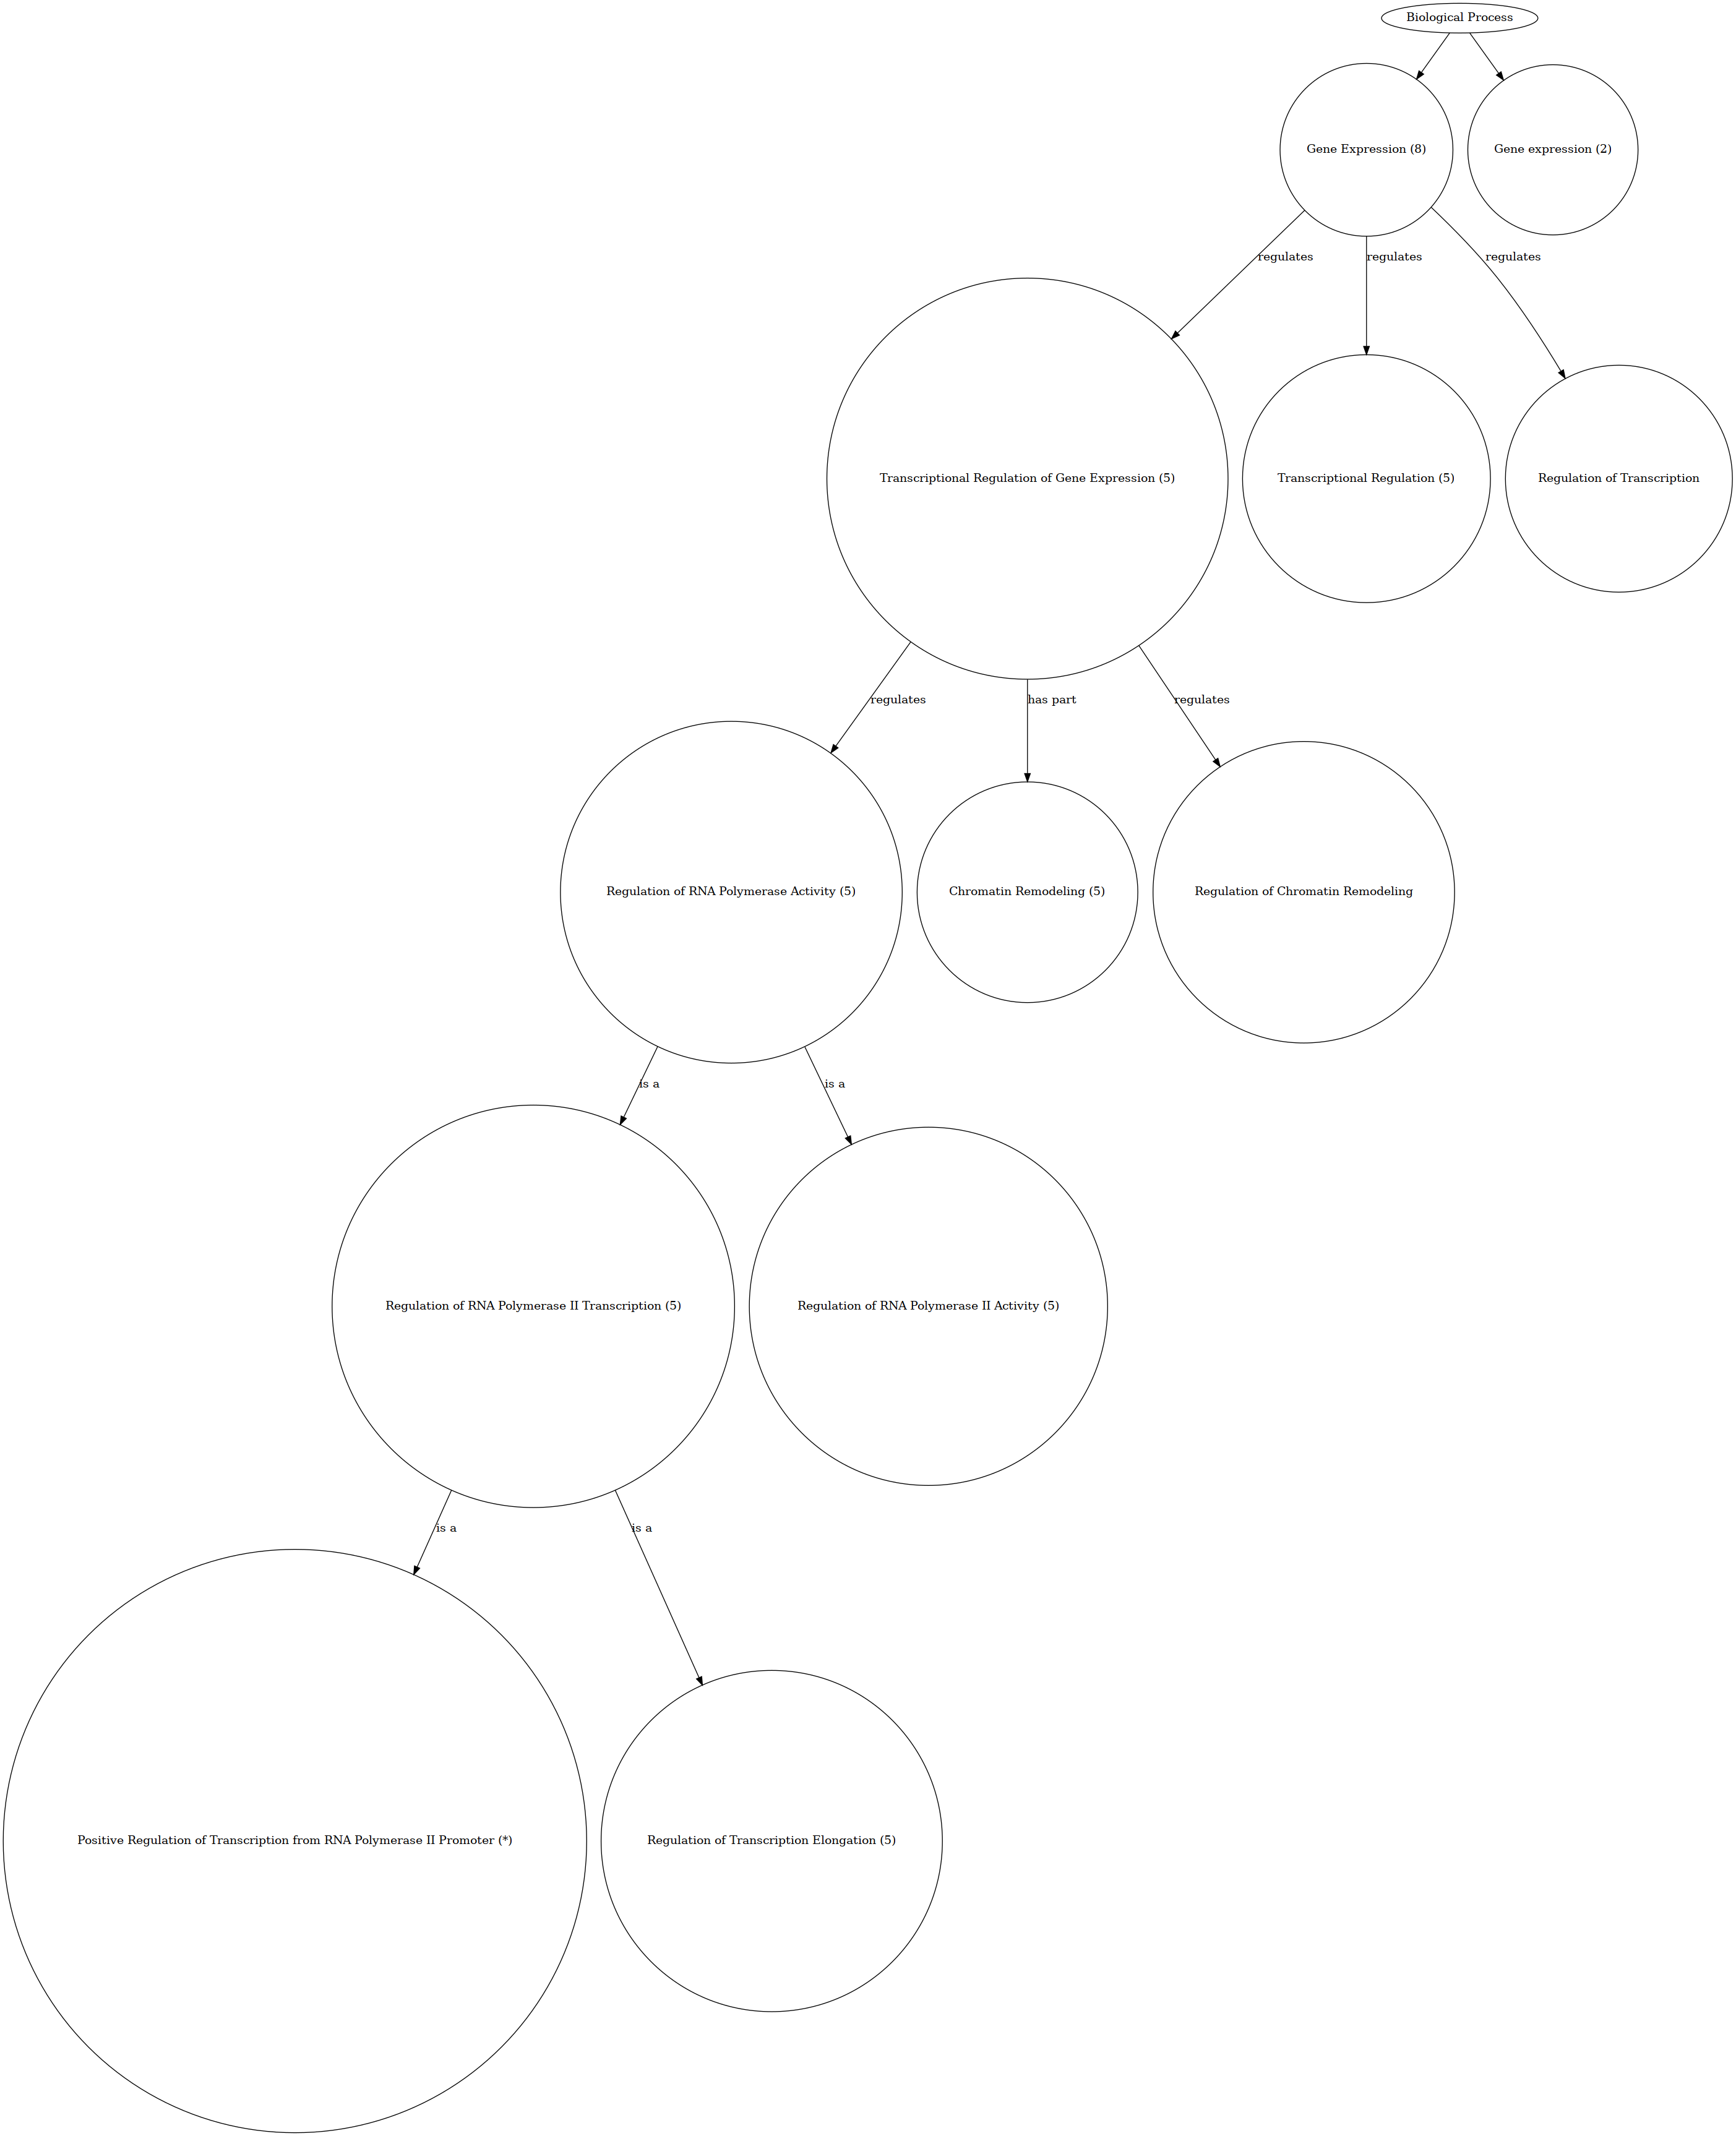 Biological Process
Gene Expression (8)
Gene expression (2)
regulates
regulates
regulates
Transcriptional Regulation of Gene Expression (5)
Transcriptional Regulation (5)
Regulation of Transcription
regulates
has part
regulates
Regulation of RNA Polymerase Activity (5)
Chromatin Remodeling (5)
Regulation of Chromatin Remodeling
is a
is a
Regulation of RNA Polymerase II Transcription (5)
Regulation of RNA Polymerase II Activity (5)
is a
is a
Positive Regulation of Transcription from RNA Polymerase II Promoter (*)
Regulation of Transcription Elongation (5)